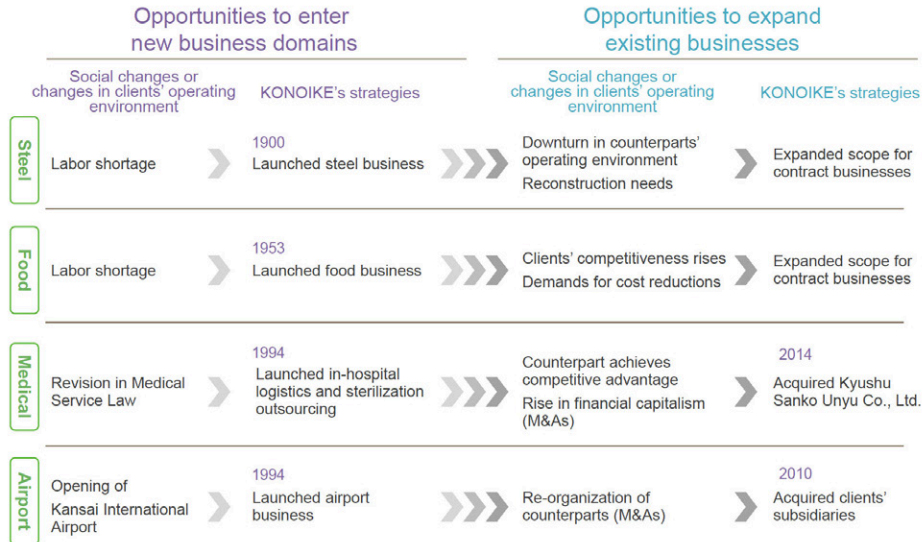 Opportunities to enter
new business domains
Opportunities to expand
existing businesses
Social changes or
changes in clients' operating
environment
KONOIKE's strategies
Social changes or
changes in clients' operating
environment
KONOIKE's strategies
Steel
Labor shortage
1900
Launched steel business
Downturn in counterparts'
operating environment
Reconstruction needs
Expanded scope for
contract businesses
Food
Labor shortage
1953
Launched food business
Clients' competitiveness rises
Demands for cost reductions
Expanded scope for
contract businesses
Medical
Revision in Medical
Service Law
1994
Launched in-hospital
logistics and sterilization
outsourcing
Counterpart achieves
competitive advantage
Rise in financial capitalism
(M&As)
2014
Acquired Kyushu
Sanko Unyu Co., Ltd.
Airport
Opening of
Kansai International
Airport
1994
Launched airport
business
Re-organization of
counterparts (M&As)
2010
Acquired clients'
subsidiaries